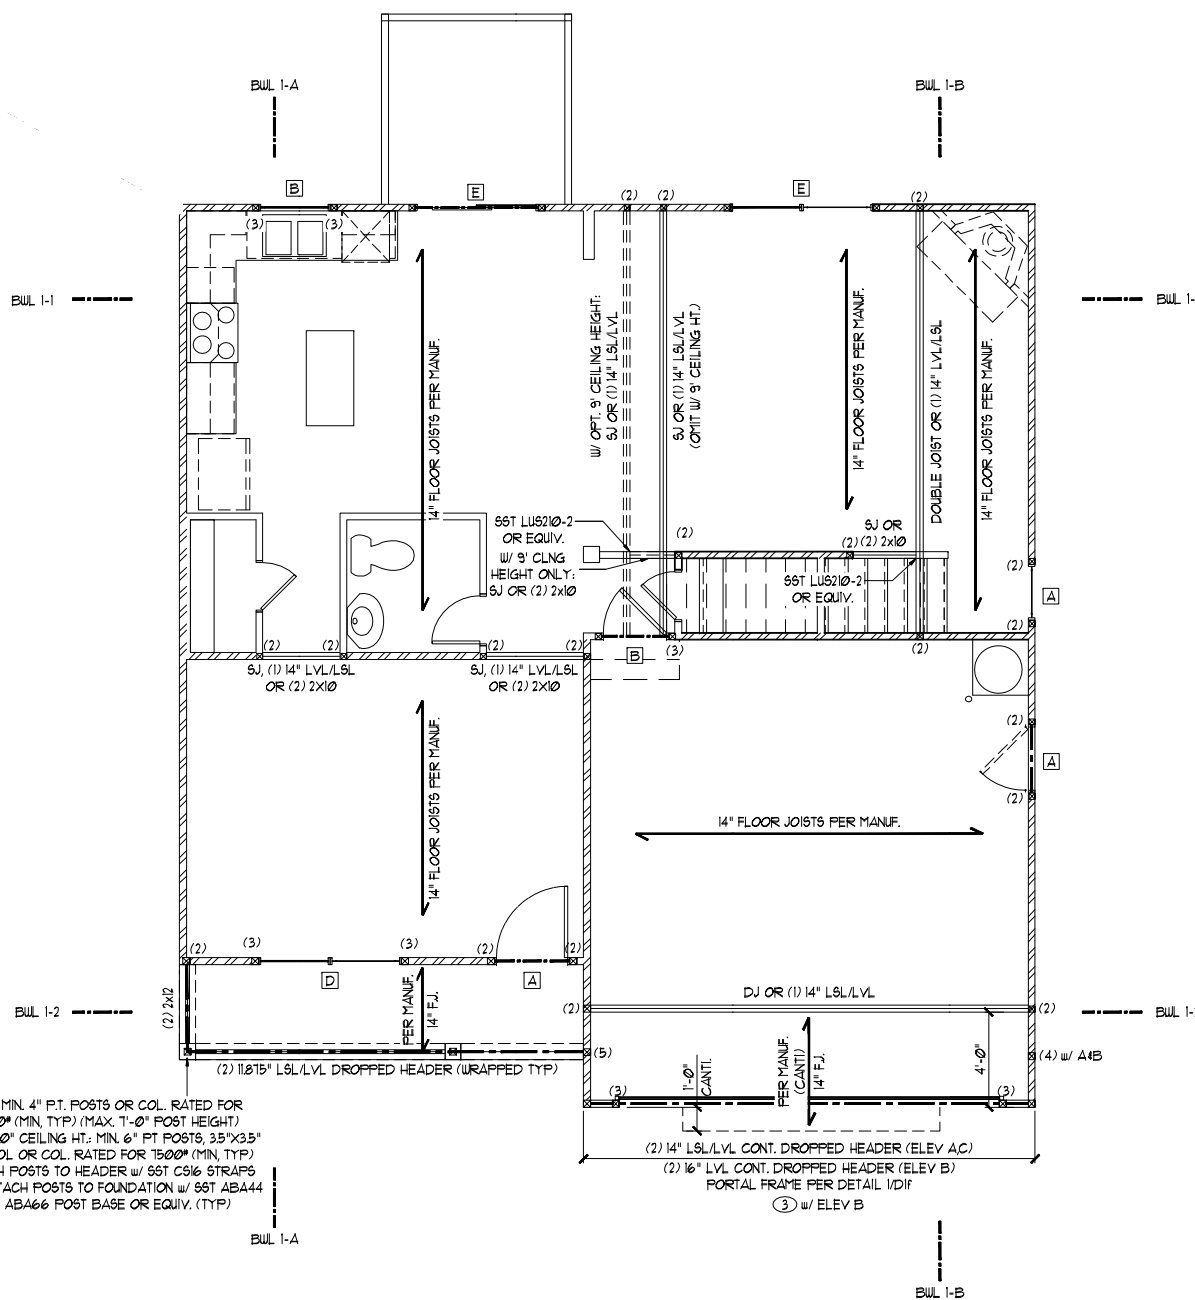 BWL 1-A
BWL 1-B
B
E
E
(2)
(2)
(2)
(3)
(3)
BWL 1-1
BWL 1-
14" FLOOR JOISTS PER MANUF.
W/ OPT. 9' CEILING HEIGHT:
SJ OR (1) 14" LSL/LVL
SJ OR (1) 14" LSL/LVL
(OMIT W/ 9' CEILING HT.)
14" FLOOR JOISTS PER MANUF.
DOUBLE JOIST OR (1) 14" LVL/LSL
14" FLOOR JOISTS PER MANUF.
SST LUS210-2
OR EQUIV.
W/ 9' CLNG
HEIGHT ONLY:
SJ OR (2) 2x10
(2)
SJ OR
(2) (2) 2x10
SST LUS210-2
OR EQUIV.
(2)
A
(2)
(2)
(2)
(2)
(2)
B
(3)
(2)
SJ, (1) 14" LVL/LSL
OR (2) 2X10
SJ, (1) 14" LVL/LSL
OR (2) 2X10
(2)
A
(2)
14" FLOOR JOISTS PER MANUF.
14" FLOOR JOISTS PER MANUF.
(2)
(3)
(3)
(2)
(2)
D
A
(2) 2x12
PER MANUF.
14" F.J.
DJ OR (1) 14" LSL/LVL
(2)
(2)
BWL 1-2
BWL 1-
(5)
(4) w/ A&B
(2) 11.875" LSL/LVL DROPPED HEADER (WRAPPED TYP)
1'-0"
CANTI.
PER MANUF.
(CANTI)
14" F.J.
4'-0"
(3)
(3)
MIN. 4" P.T. POSTS OR COL. RATED FOR
0# (MIN, TYP) (MAX. 7'-0" POST HEIGHT)
0" CEILING HT.: MIN. 6" PT POSTS, 3.5"X3.5"
OL OR COL. RATED FOR 7500# (MIN, TYP)
H POSTS TO HEADER w/ SST CS16 STRAPS
TACH POSTS TO FOUNDATION w/ SST ABA44
ABA66 POST BASE OR EQUIV. (TYP)
(2) 14" LSL/LVL CONT. DROPPED HEADER (ELEV A,C)
(2) 16" LVL CONT. DROPPED HEADER (ELEV B)
PORTAL FRAME PER DETAIL 1/D1f
3 w/ ELEV B
BWL 1-A
BWL 1-B